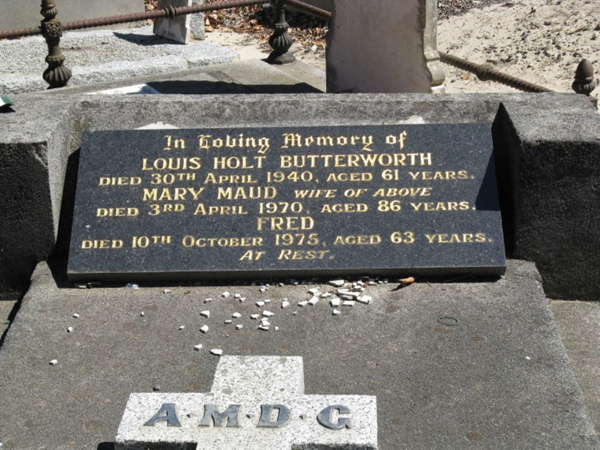 In Loving Memory of
LOUIS HOLT BUTTERWORTH
DIED 30TH APRIL 1940, AGED 61 YEARS.
MARY MAUD WIFE OF ABOVE
DIED 3RD APRIL 1970, AGED 86 YEARS.
FRED
DIED 10TH OCTOBER 1975, AGED 63 YEARS.
AT REST.
A·M·D·G